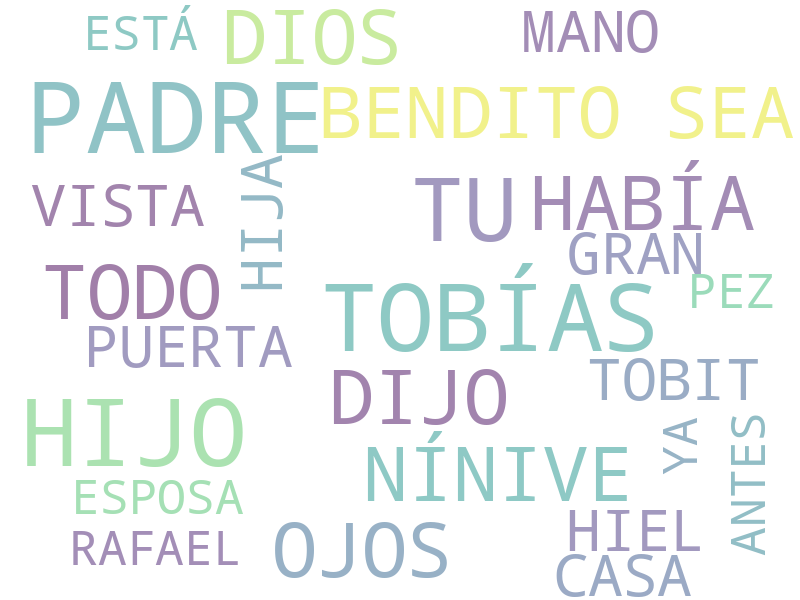 ESTÁ
DIOS
MANO
PADRE
BENDITO SEA
HIJA
VISTA
TU
HABÍA
GRAN
TODO
TOBÍAS
PEZ
PUERTA
DIJO
TOBIT
HIJO
NÍNIVE
YA
ANTES
ESPOSA
RAFAEL
OJOS
HIEL
CASA